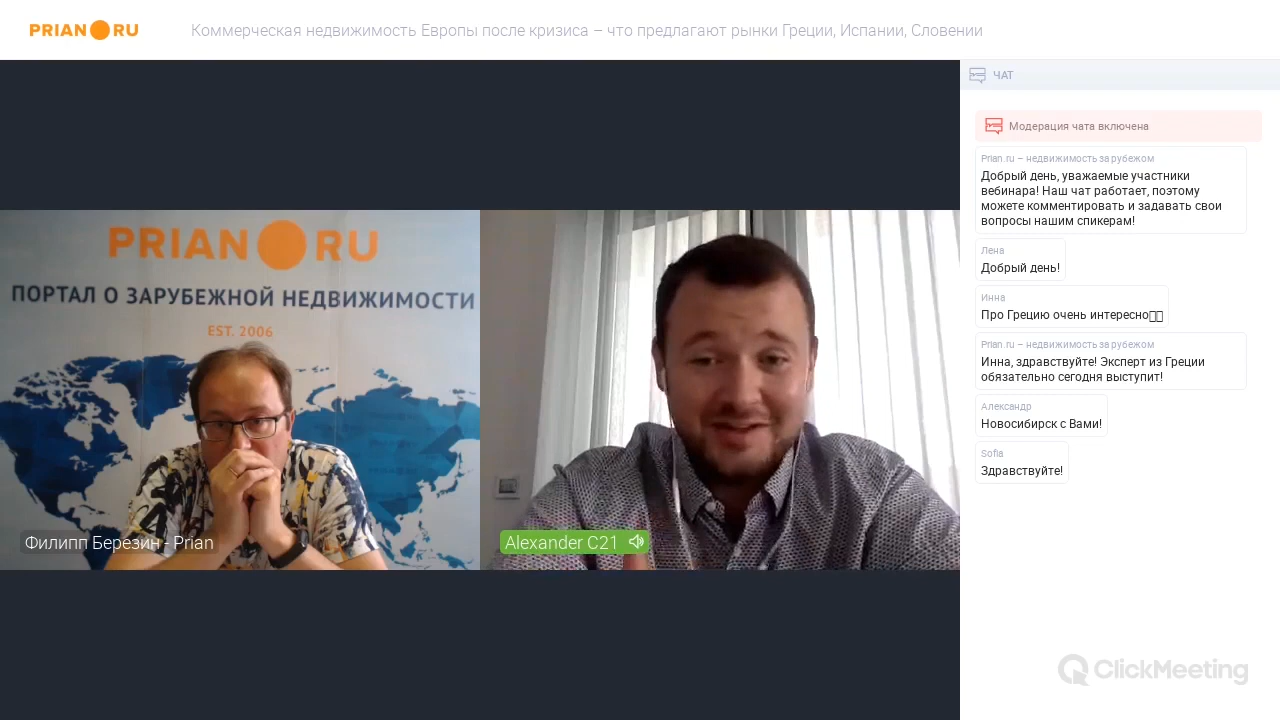 PRIAN RU
Коммерческая недвижимость Европы после кризиса – что предлагают рынки Греции, Испании, Словении
PRIAN RU
ПОРТАЛ О ЗАРУБЕЖНОЙ НЕДВИЖИМОСТИ
EST. 2006
Филипп Березин - Prian
Alexander C21
ЧАТ
Модерация чата включена
Prian.ru – недвижимость за рубежом
Добрый день, уважаемые участники
вебинара! Наш чат работает, поэтому
можете комментировать и задавать свои
вопросы нашим спикерам!
Лена
Добрый день!
Инна
Про Грецию очень интересно
Prian.ru – недвижимость за рубежом
Инна, здравствуйте! Эксперт из Греции
обязательно сегодня выступит!
Александр
Новосибирск с Вами!
Sofia
Здравствуйте!
ClickMeeting